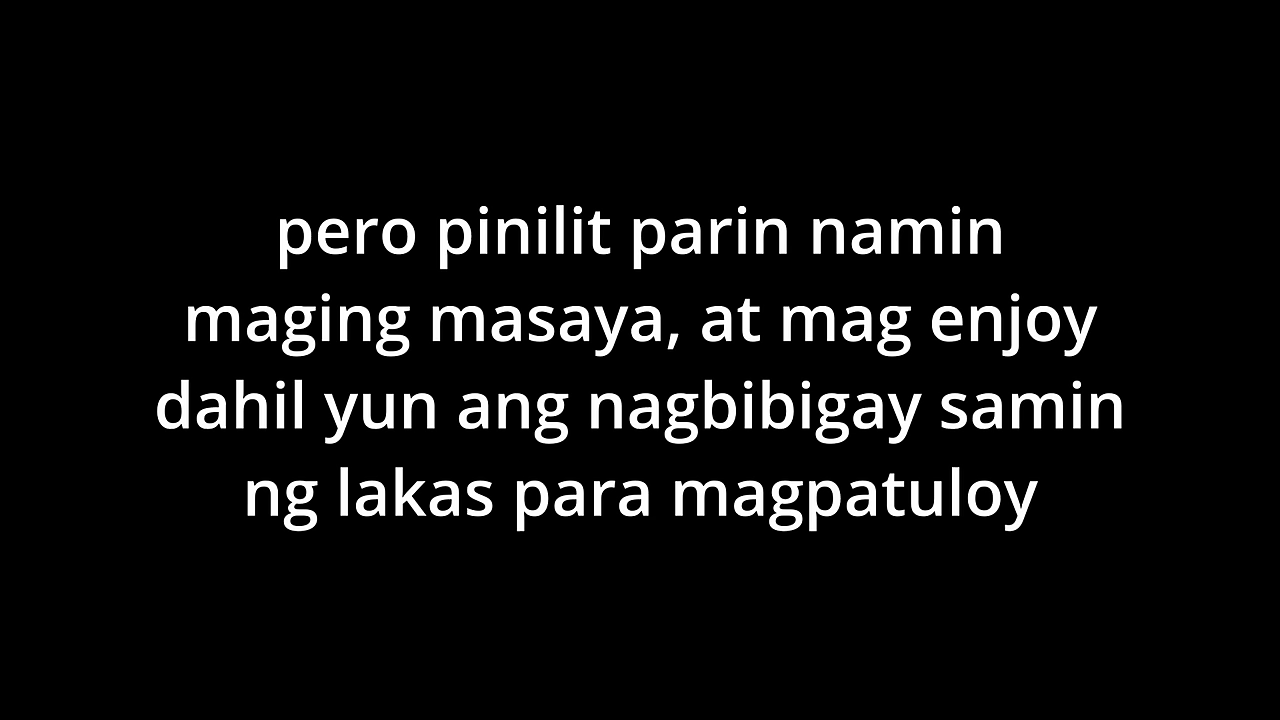 pero pinilit parin namin
maging masaya, at mag enjoy
dahil yun ang nagbibigay samin
ng lakas para magpatuloy